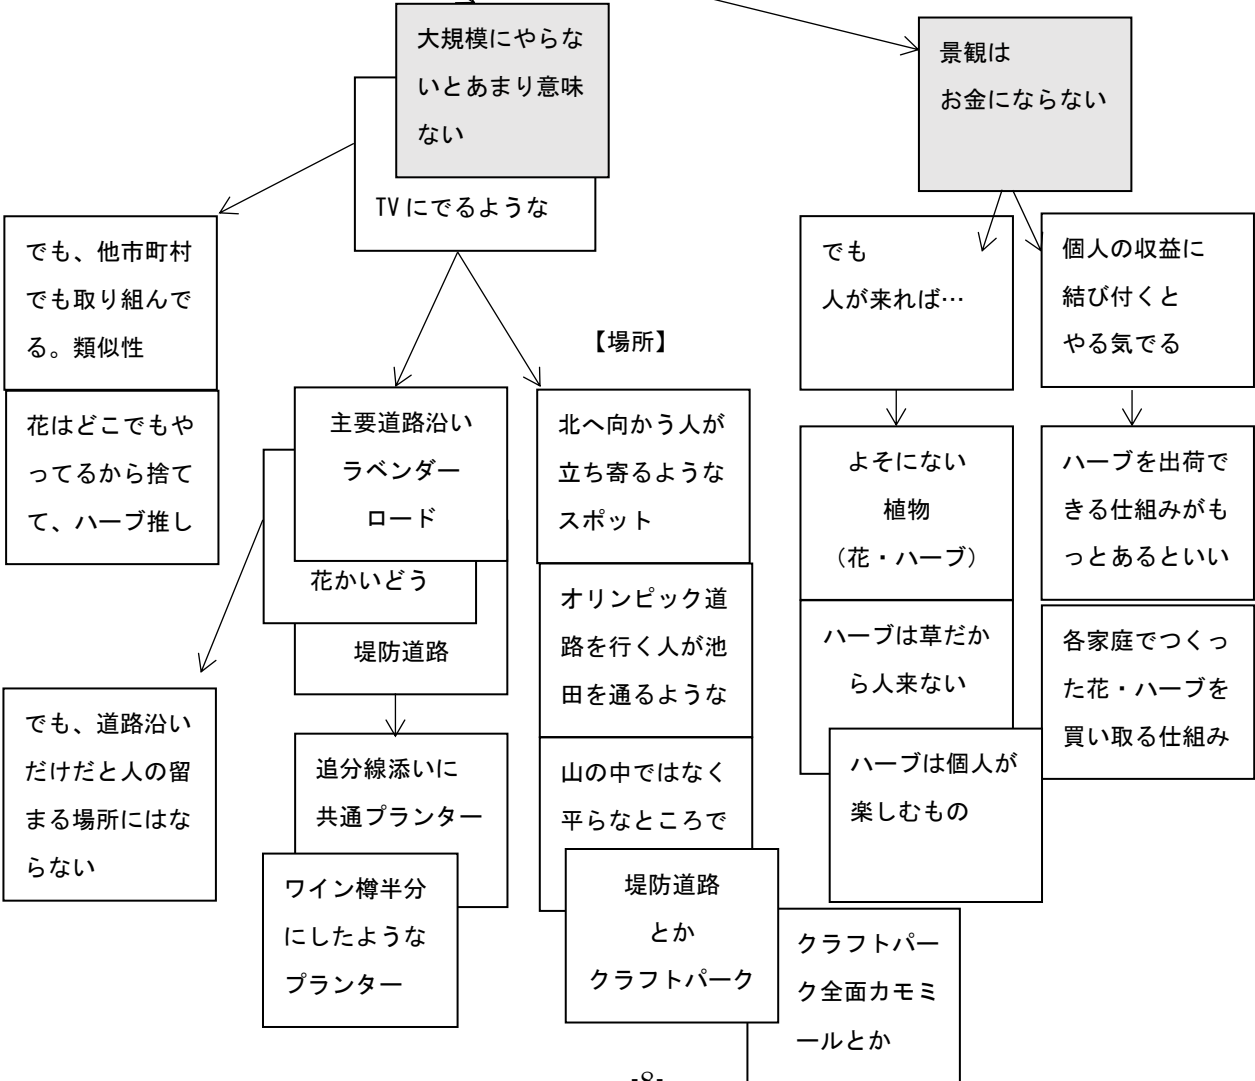 大規模にやらな
いとあまり意味
ない
TVにでるような
景観は
お金にならない
でも、他市町村
でも取り組んで
る。類似性
花はどこでもや
ってるから捨て
て、ハーブ推し
でも
人が来れば…
個人の収益に
結び付くと
やる気でる
【場所】
主要道路沿い
ラベンダー
ロード
花かいどう
堤防道路
北へ向かう人が
立ち寄るような
スポット
オリンピック道
路を行く人が池
田を通るような
山の中ではなく
平らなところで
堤防道路
とか
クラフトパーク
クラフトパー
ク全面カモミ
ールとか
よそにない
植物
（花・ハーブ）
ハーブは草だか
ら人来ない
ハーブは個人が
楽しむもの
ハーブを出荷で
きる仕組みがも
っとあるといい
各家庭でつくっ
た花・ハーブを
買い取る仕組み
でも、道路沿い
だけだと人の留
まる場所にはな
らない
追分線添いに
共通プランター
ワイン樽半分
にしたような
プランター
-8-